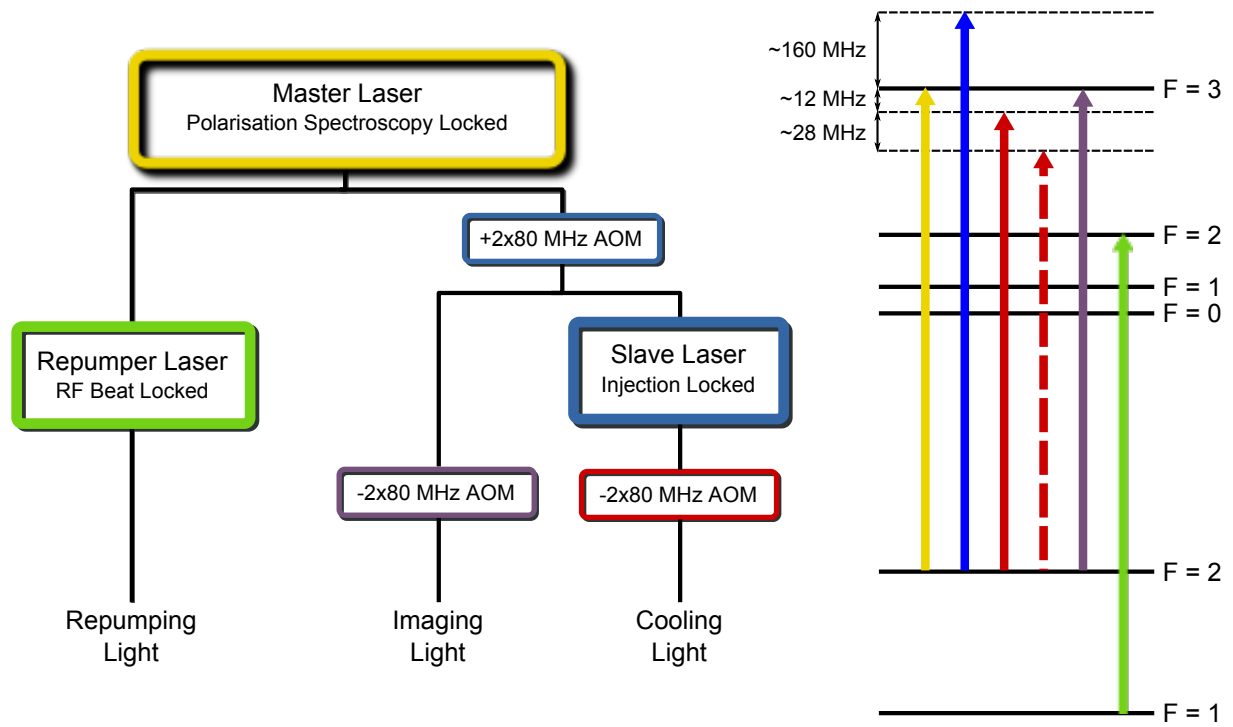 Master Laser
Polarisation Spectroscopy Locked
+2x80 MHz AOM
Repumper Laser
RF Beat Locked
Slave Laser
Injection Locked
-2x80 MHz AOM
-2x80 MHz AOM
Repumping
Light
Imaging
Light
Cooling
Light
~160 MHz
~12 MHz
~28 MHz
F = 3
F = 2
F = 1
F = 0
F = 2
F = 1